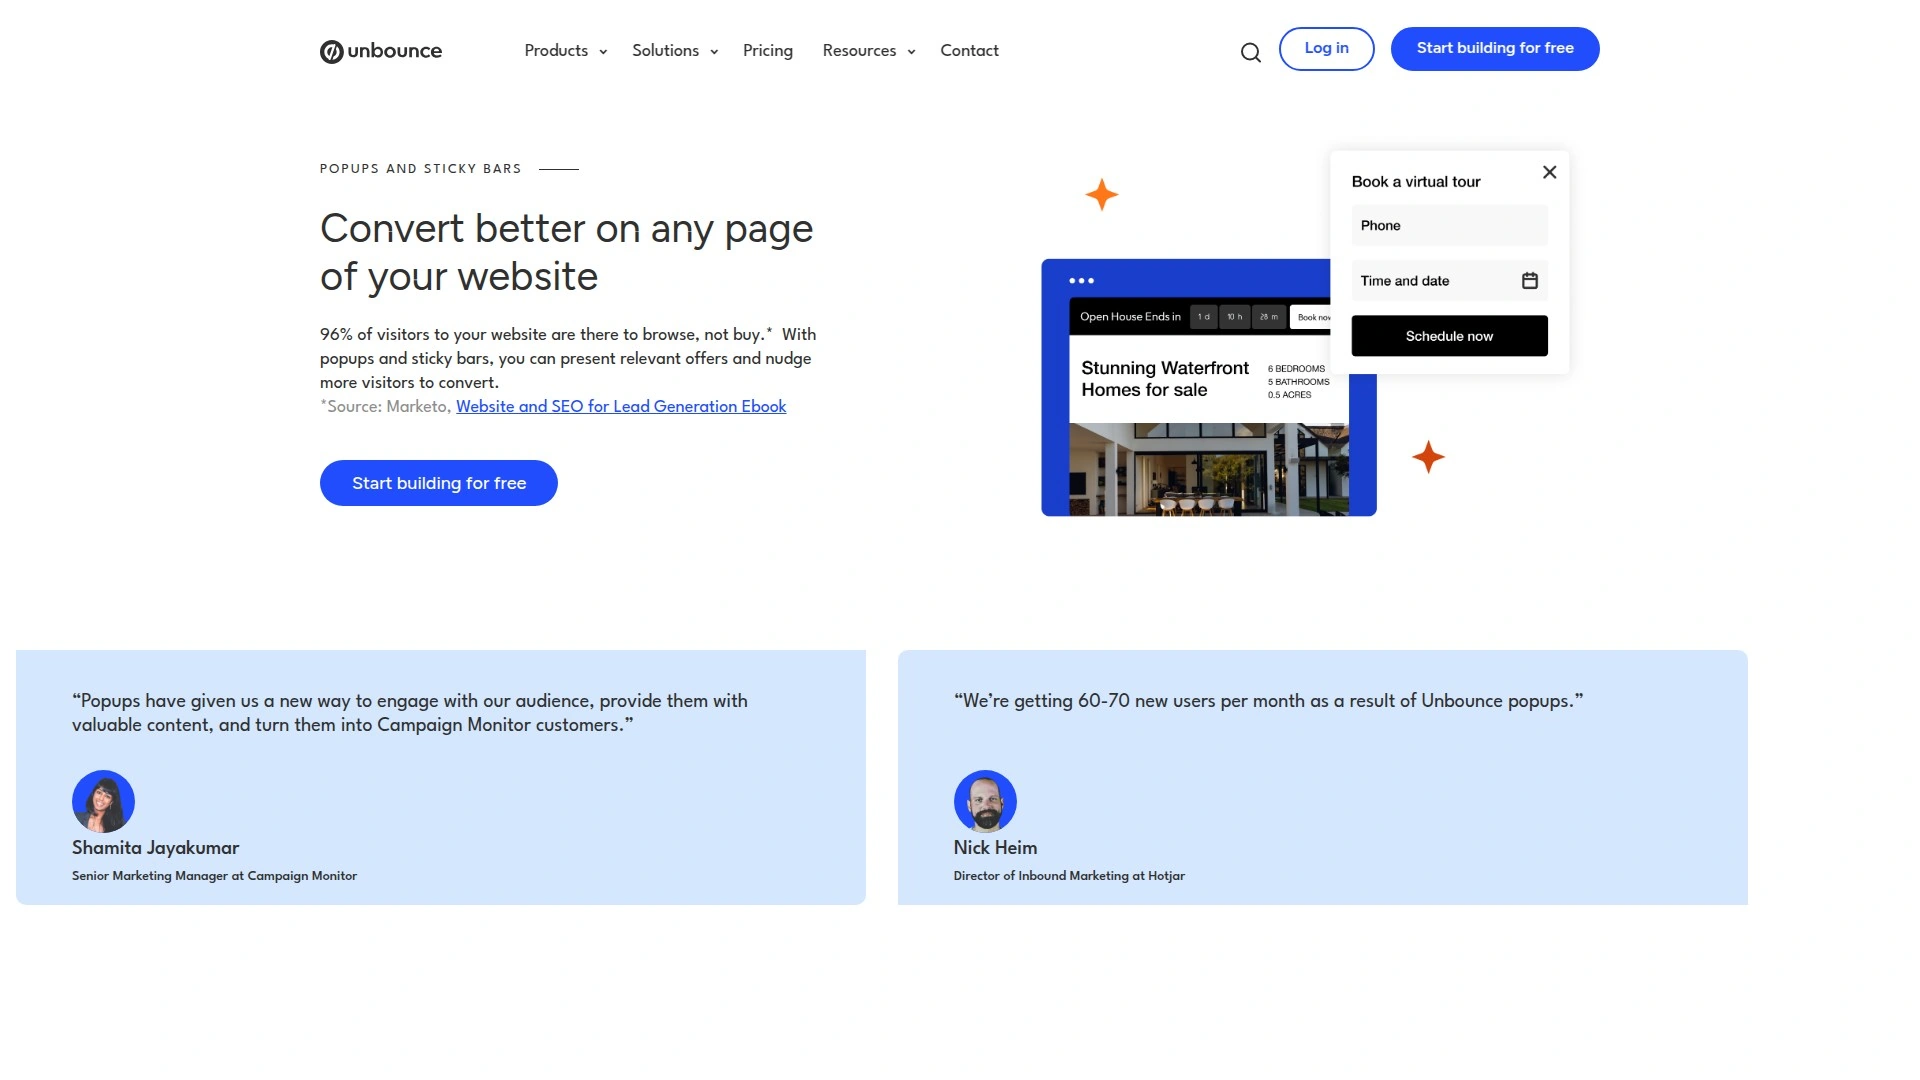 unbounce
Products
Solutions
Pricing
Resources
Contact
Log in
Start building for free
POPUPS AND STICKY BARS
Convert better on any page
of your website
96% of visitors to your website are there to browse, not buy.* With
popups and sticky bars, you can present relevant offers and nudge
more visitors to convert.
*Source: Marketo, Website and SEO for Lead Generation Ebook
Start building for free
Book a virtual tour
Phone
Time and date
Schedule now
Open House Ends in 1 d 10 h 28 m Book now
Stunning Waterfront
Homes for sale
6 BEDROOMS
5 BATHROOMS
0.5 ACRES
“Popups have given us a new way to engage with our audience, provide them with
valuable content, and turn them into Campaign Monitor customers.”
Shamita Jayakumar
Senior Marketing Manager at Campaign Monitor
“We’re getting 60-70 new users per month as a result of Unbounce popups.”
Nick Heim
Director of Inbound Marketing at Hotjar